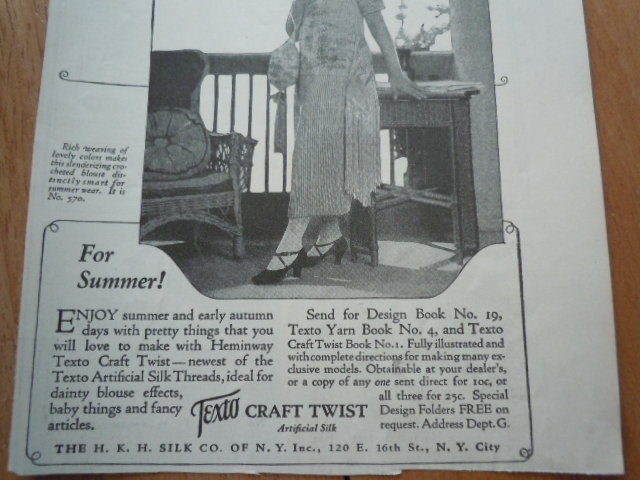 Rich weaving of
lovely colors makes
this slenderizing cro-
cheted blouse dis-
tinctly smart for
summer wear. It is
No. 570.
For
Summer!
ENJOY summer and early autumn
days with pretty things that you
will love to make with Heminway
Texto Craft Twist—newest of the
Texto Artificial Silk Threads, ideal for
dainty blouse effects,
baby things and fancy
articles.
Texto CRAFT TWIST
Artificial Silk
Send for Design Book No. 19,
Texto Yarn Book No. 4, and Texto
Craft Twist Book No. 1. Fully illustrated and
with complete directions for making many ex-
clusive models. Obtainable at your dealer's,
or a copy of any one sent direct for 10c, or
all three for 25c. Special
Design Folders FREE on
request. Address Dept. G.
THE H. K. H. SILK CO. OF N. Y. Inc., 120 E. 16th St., N. Y. City